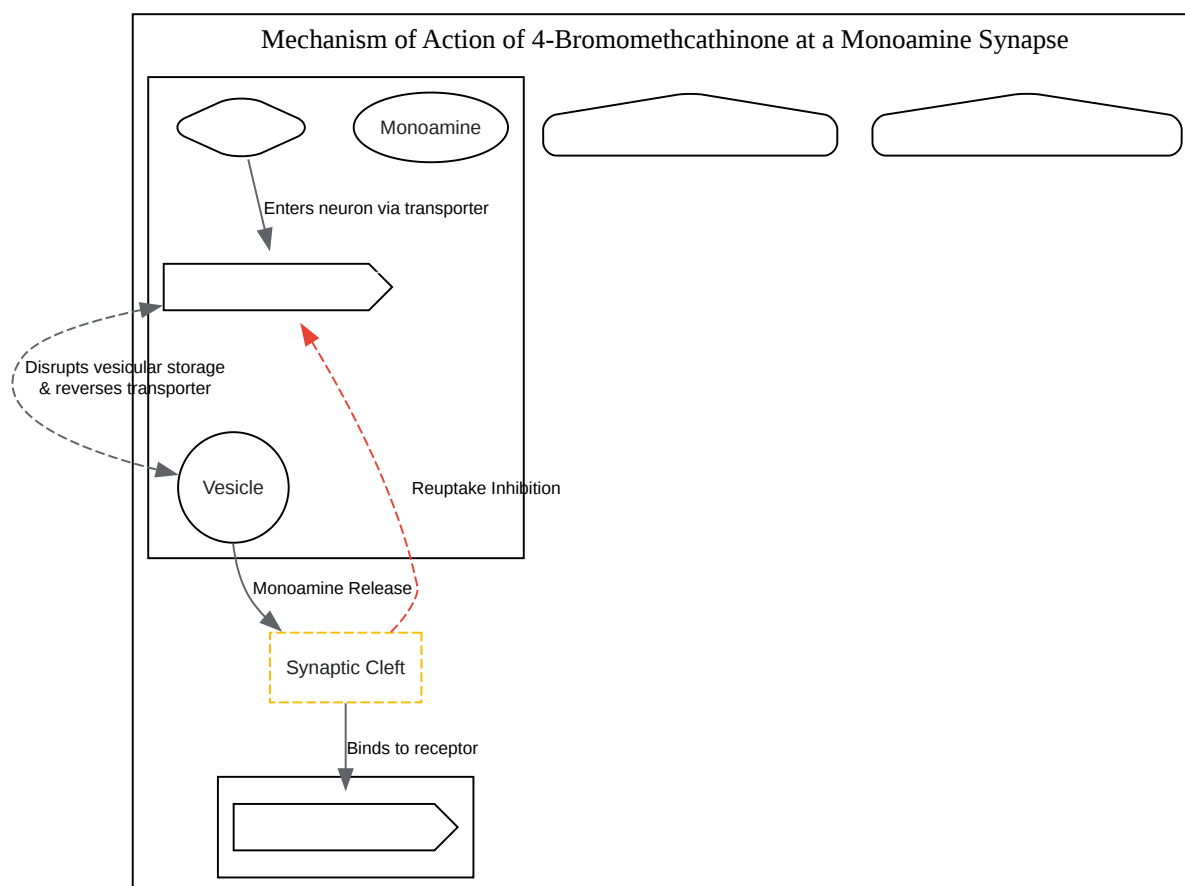 Mechanism of Action of 4-Bromomethcathinone at a Monoamine Synapse
Monoamine
Enters neuron via transporter
Disrupts vesicular storage
& reverses transporter
Vesicle
Reuptake Inhibition
Monoamine Release
Synaptic Cleft
Binds to receptor